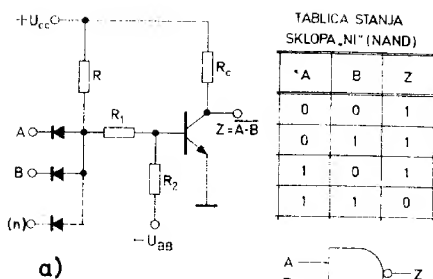 +Ucc
R
Rc
A
R1
Z=A-B
B
R2
(n)
-UBB
a)
TABLICA STANJA
SKLOPA „NI" (NAND)
A B Z
0 0 1
0 1 1
1 0 1
1 1 0
A
Z